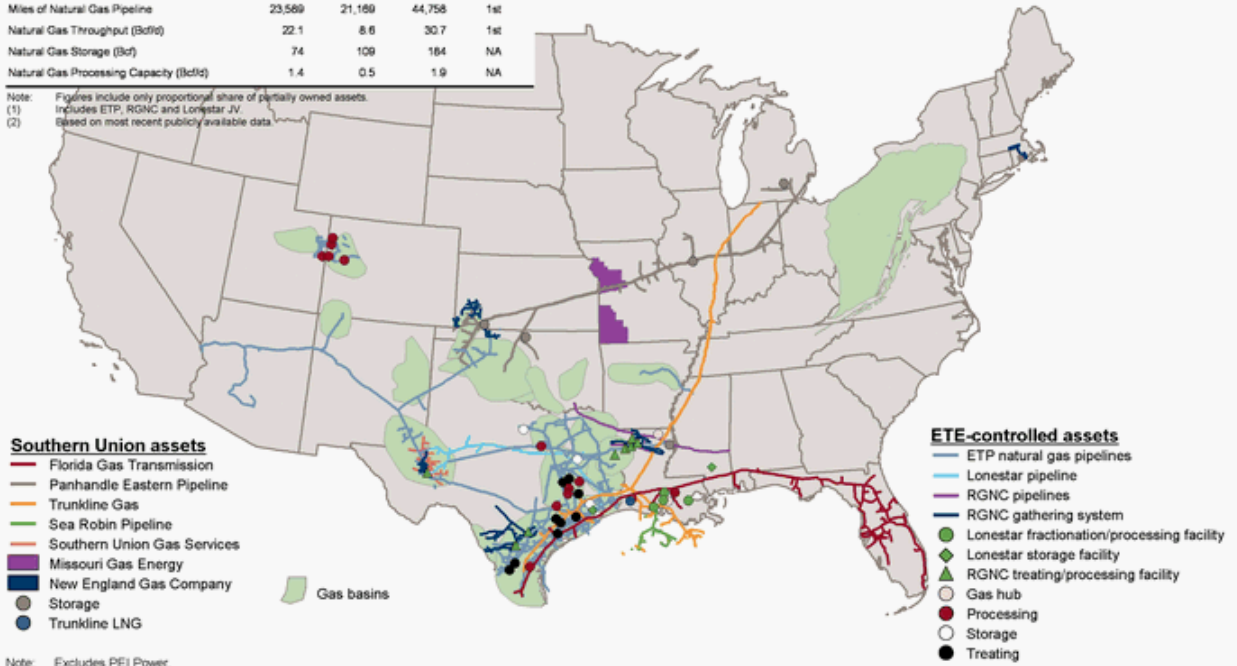 Miles of Natural Gas Pipeline 23,589 21,169 44,758 1st
Natural Gas Throughput (Bcf/d) 22.1 8.6 30.7 1st
Natural Gas Storage (Bcf) 74 109 184 NA
Natural Gas Processing Capacity (Bcf/d) 1.4 0.5 1.9 NA
Note: Figures include only proportional share of partially owned assets.
(1) Includes ETP, RGNC and Lonestar JV.
(2) Based on most recent publicly available data.
Southern Union assets
Florida Gas Transmission
Panhandle Eastern Pipeline
Trunkline Gas
Sea Robin Pipeline
Southern Union Gas Services
Missouri Gas Energy
New England Gas Company
Storage
Trunkline LNG
Gas basins
ETE-controlled assets
ETP natural gas pipelines
Lonestar pipeline
RGNC pipelines
RGNC gathering system
Lonestar fractionation/processing facility
Lonestar storage facility
RGNC treating/processing facility
Gas hub
Processing
Storage
Treating
Note: Excludes PEI Power